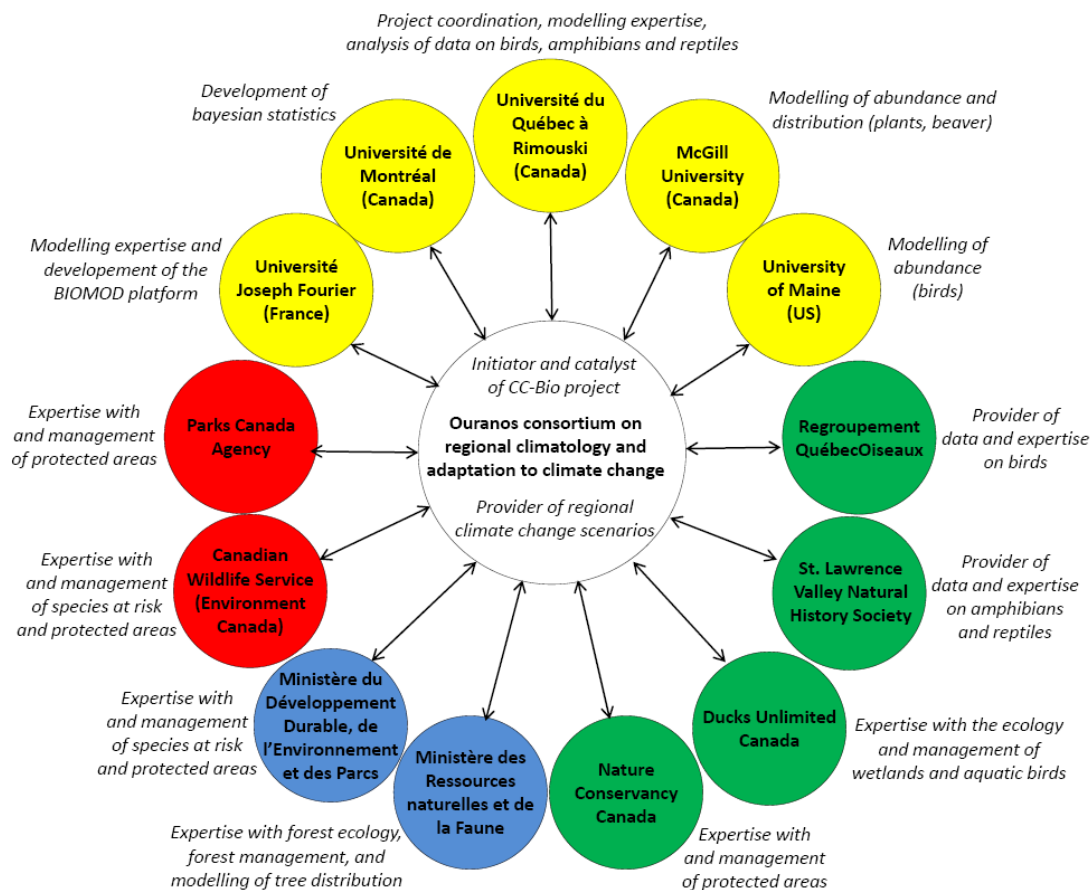 Project coordination, modelling expertise,
analysis of data on birds, amphibians and reptiles
Université du
Québec à
Rimouski
(Canada)
Development of
bayesian statistics
Université de
Montréal
(Canada)
Modelling of abundance and
distribution (plants, beaver)
McGill
University
(Canada)
Modelling expertise and
developement of the
BIOMOD platform
Université
Joseph Fourier
(France)
Modelling of
abundance
(birds)
University
of Maine
(US)
Initiator and catalyst
of CC-Bio project
Ouranos consortium on
regional climatology and
adaptation to climate change
Provider of regional
climate change scenarios
Expertise with
and management
of protected areas
Parks Canada
Agency
Regroupement
QuébecOiseaux
Provider of
data and expertise
on birds
Expertise with
and management
of species at risk
and protected areas
Canadian
Wildlife Service
(Environment
Canada)
St. Lawrence
Valley Natural
History Society
Provider of
data and expertise
on amphibians
and reptiles
Expertise with
and management
of species at risk
and protected areas
Ministère du
Développement
Durable, de
l’Environnement
et des Parcs
Ducks Unlimited
Canada
Expertise with the ecology
and management of
wetlands and aquatic birds
Expertise with forest ecology,
forest management, and
modelling of tree distribution
Ministère des
Ressources
naturelles et de
la Faune
Nature
Conservancy
Canada
Expertise with
and management
of protected areas